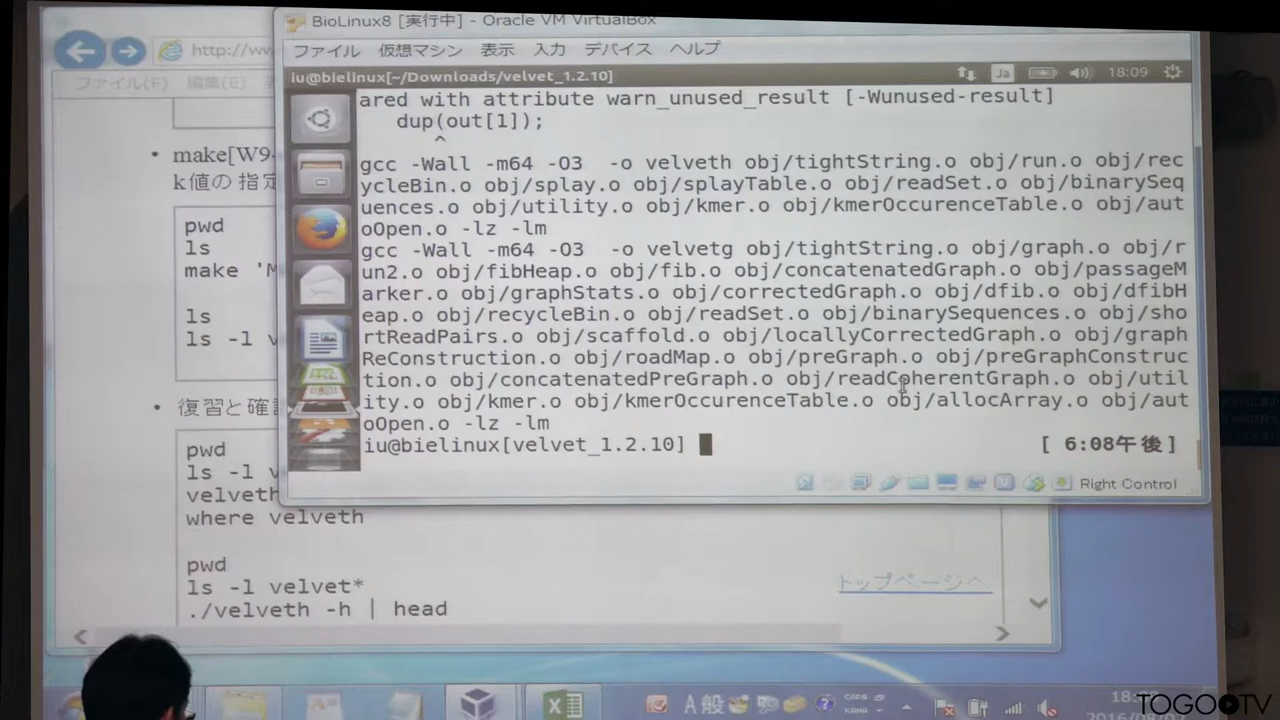 BioLinux8 [実行中] - Oracle VM VirtualBox
ファイル 仮想マシン 表示 入力 デバイス ヘルプ
iu@bielinux[~/Downloads/velvet_1.2.10]
Ja
18:09
ared with attribute warn_unused_result [-Wunused-result]
dup(out[1]);
^
gcc -Wall -m64 -O3 -o velveth obj/tightString.o obj/run.o obj/rec
ycleBin.o obj/splay.o obj/splayTable.o obj/readSet.o obj/binarySeq
uences.o obj/utility.o obj/kmer.o obj/kmerOccurenceTable.o obj/aut
oOpen.o -lz -lm
gcc -Wall -m64 -O3 -o velvetg obj/tightString.o obj/graph.o obj/r
un2.o obj/fibHeap.o obj/fib.o obj/concatenatedGraph.o obj/passageM
arker.o obj/graphStats.o obj/correctedGraph.o obj/dfib.o obj/dfibH
eap.o obj/recycleBin.o obj/readSet.o obj/binarySequences.o obj/sho
rtReadPairs.o obj/scaffold.o obj/locallyCorrectedGraph.o obj/graph
ReConstruction.o obj/roadMap.o obj/preGraph.o obj/preGraphConstruc
tion.o obj/concatenatedPreGraph.o obj/readCoherentGraph.o obj/util
ity.o obj/kmer.o obj/kmerOccurenceTable.o obj/allocArray.o obj/aut
oOpen.o -lz -lm
iu@bielinux[velvet_1.2.10]
[ 6:08午後]
Right Control
http://ww
ファイル(F) 編集(E)
• make[W9-
k値の指定
pwd
ls
make 'M
ls
ls -l v
• 復習と確認
pwd
ls -l v
velveth
where velveth
pwd
ls -l velvet*
./velveth -h | head
トップページへ
A 般
CAPS
KANA
TOGO TV